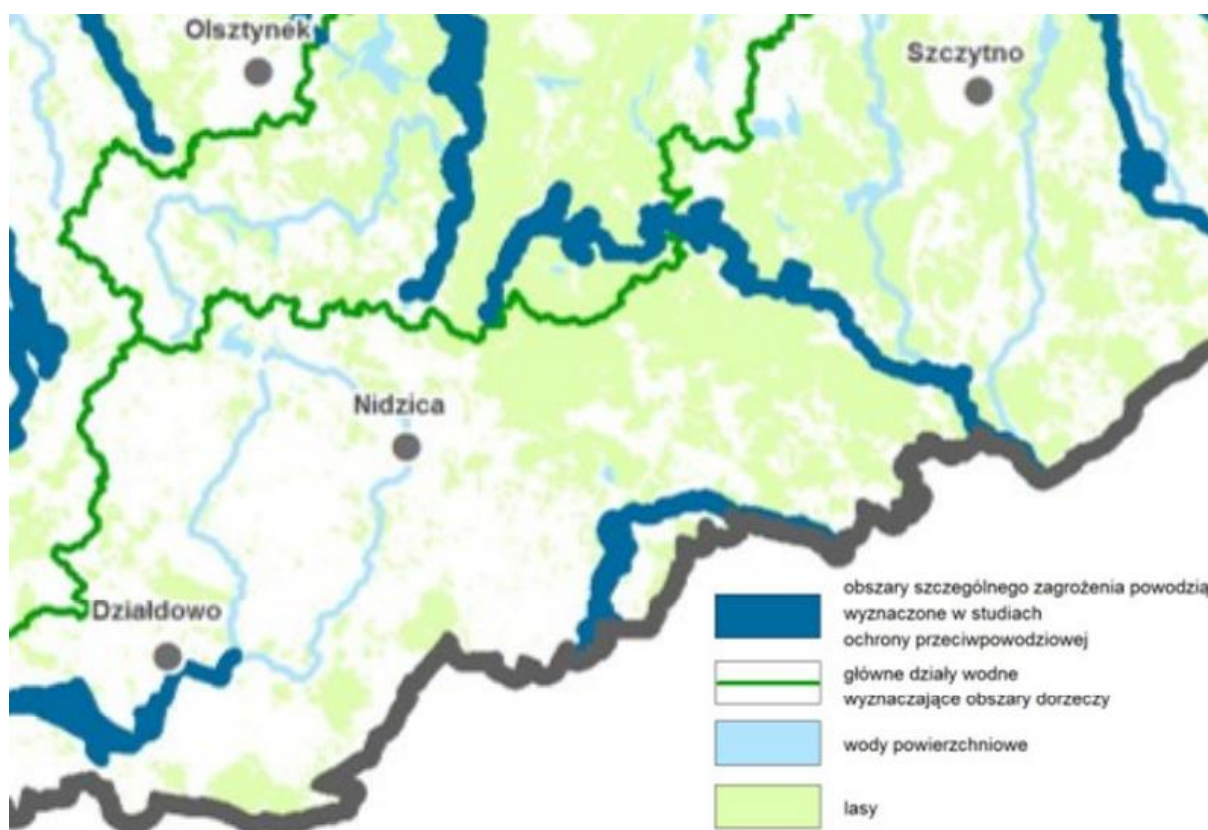 Olsztynek
Szczytno
Nidzica
Działdowo
obszary szczególnego zagrożenia powodzią
wyznaczone w studiach
ochrony przeciwpowodziowej
główne działy wodne
wyznaczające obszary dorzeczy
wody powierzchniowe
lasy